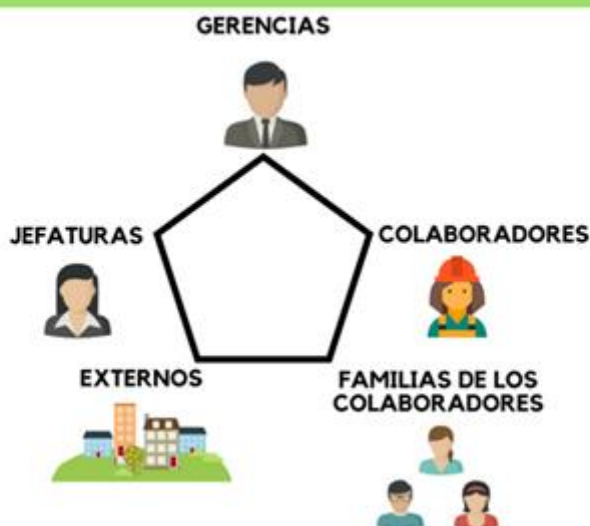 GERENCIAS
JEFATURAS
COLABORADORES
EXTERNOS
FAMILIAS DE LOS
COLABORADORES